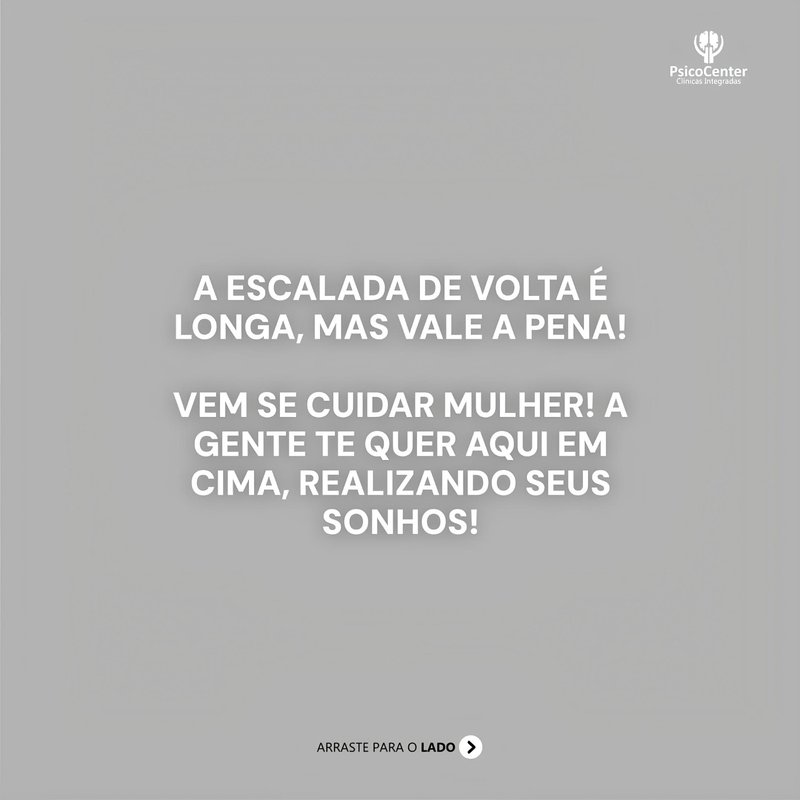 PsicoCenter
Clínicas Integradas
A ESCALADA DE VOLTA É
LONGA, MAS VALE A PENA!
VEM SE CUIDAR MULHER! A
GENTE TE QUER AQUI EM
CIMA, REALIZANDO SEUS
SONHOS!
ARRASTE PARA O LADO